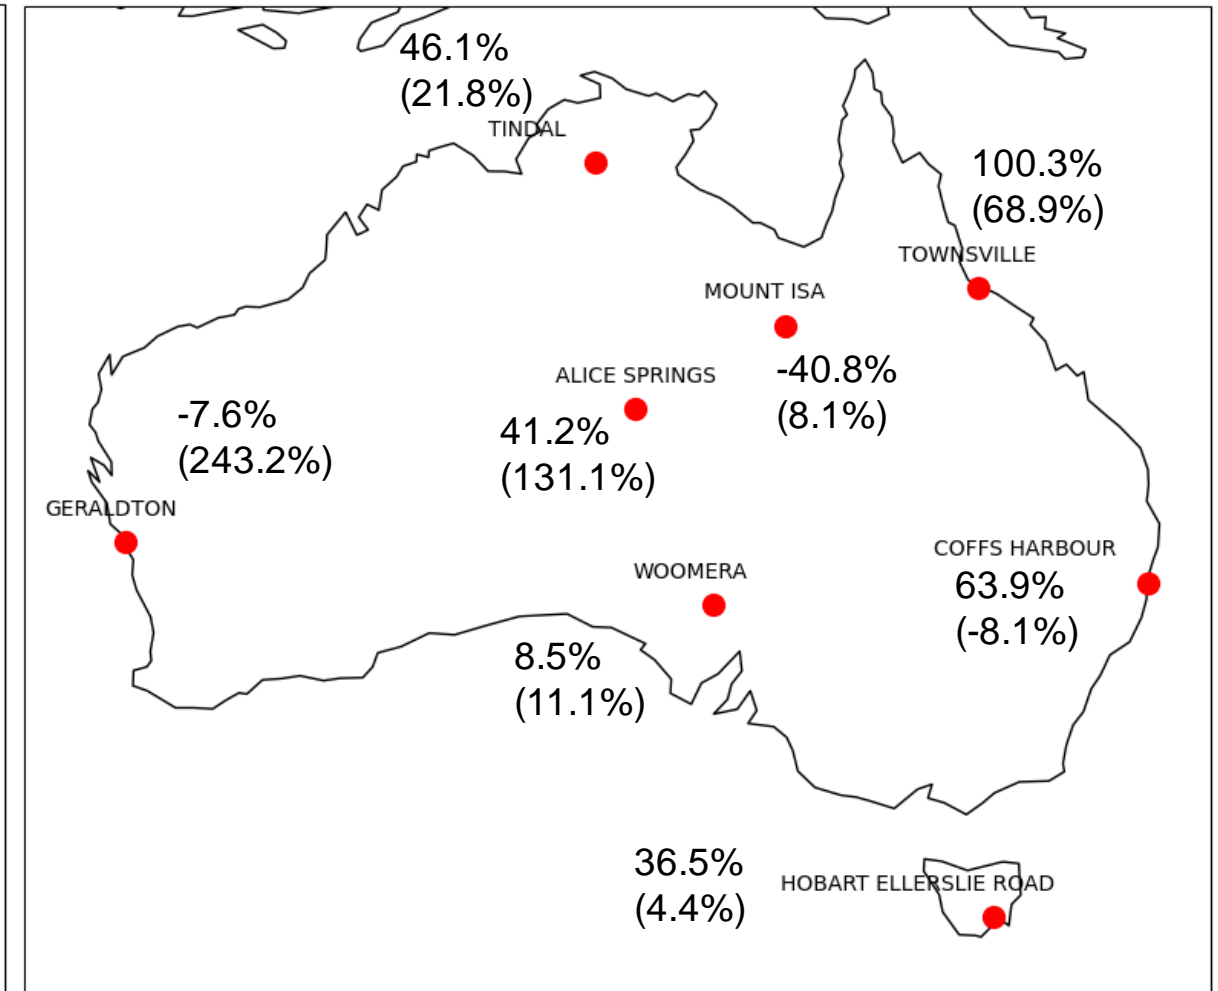 46.1%
(21.8%)
TINDAL
100.3%
(68.9%)
TOWNSVILLE
MOUNT ISA
-40.8%
(8.1%)
ALICE SPRINGS
41.2%
(131.1%)
-7.6%
(243.2%)
GERALDTON
WOOMERA
8.5%
(11.1%)
COFFS HARBOUR
63.9%
(-8.1%)
36.5%
(4.4%)
HOBART ELLERSLIE ROAD